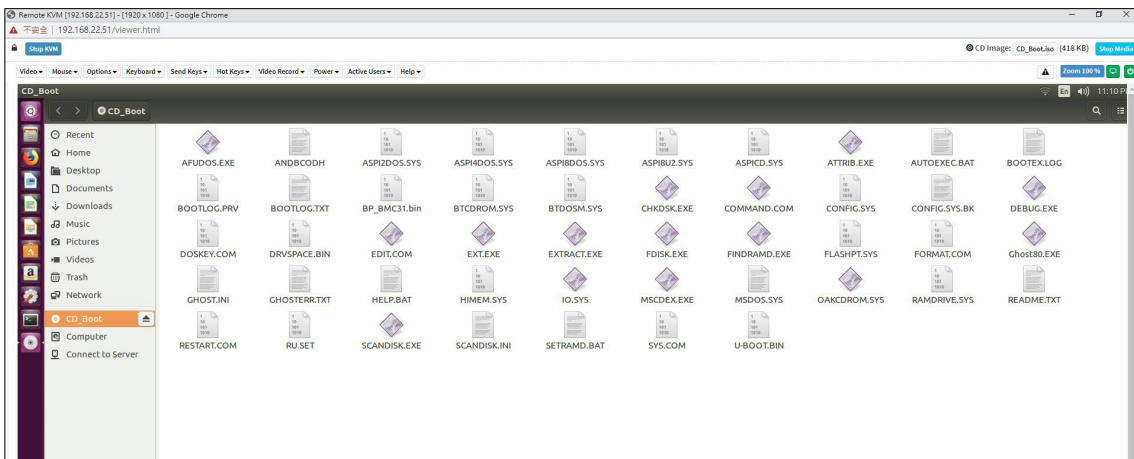 Remote KVM [192.168.22.51] - [1920 x 1080 ] - Google Chrome
不安全 | 192.168.22.51/viewer.html
Stop KVM CD Image: CD_Boot.iso (418 KB) Stop Media
Video Mouse Options Keyboard Send Keys Hot Keys Video Record Power Active Users Help Zoom 100 %
CD_Boot En 11:10
CD_Boot
Recent
Home
Desktop
Documents
Downloads
Music
Pictures
Videos
Trash
Network
CD_Boot
Computer
Connect to Server
AFUDOS.EXE ANDBCODH ASPI2DOS.SYS ASPI4DOS.SYS ASPI8DOS.SYS ASPI8U2.SYS ASPICD.SYS ATTRIB.EXE AUTOEXEC.BAT BOOTEX.LOG
BOOTLOG.PRV BOOTLOG.TXT BP_BMC31.bin BTCDROM.SYS BTDOSM.SYS CHKDSK.EXE COMMAND.COM CONFIG.SYS CONFIG.SYS.BK DEBUG.EXE
DOSKEY.COM DRVSPACE.BIN EDIT.COM EXT.EXE EXTRACT.EXE FDISK.EXE FINDRAMD.EXE FLASHPT.SYS FORMAT.COM Ghost80.EXE
GHOST.INI GHOSTERR.TXT HELP.BAT HIMEM.SYS IO.SYS MSCDEX.EXE MSDOS.SYS OAKCDROM.SYS RAMDRIVE.SYS README.TXT
RESTART.COM RU.SET SCANDISK.EXE SCANDISK.INI SETRAMD.BAT SYS.COM U-BOOT.BIN